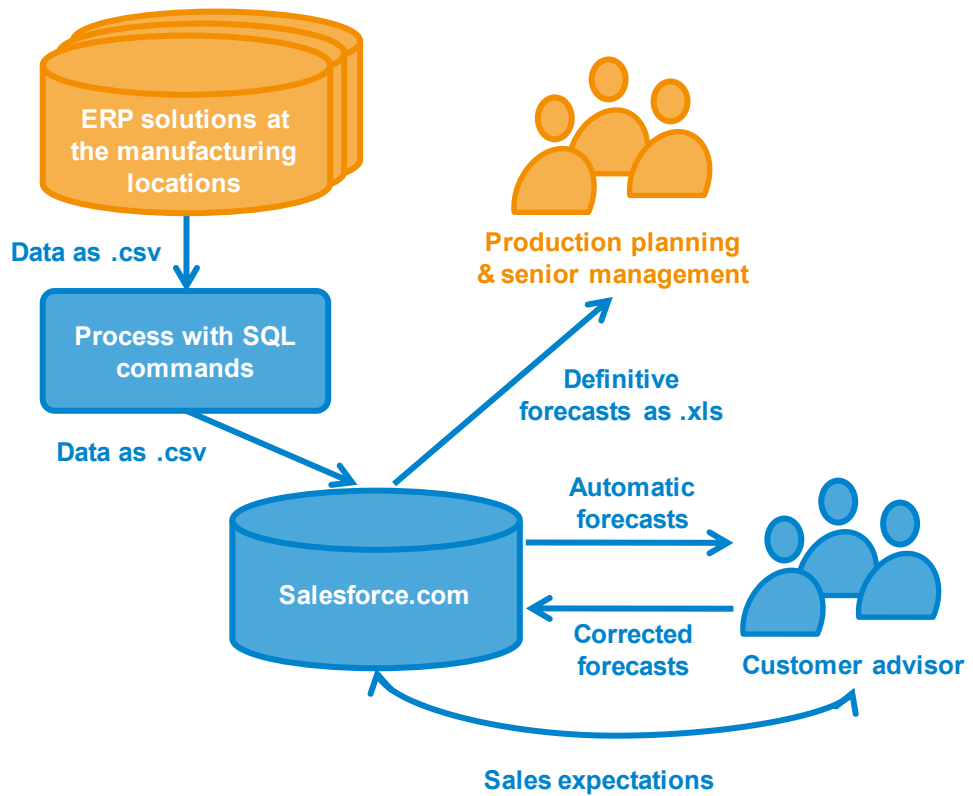 ERP solutions at
the manufacturing
locations
Data as .csv
Process with SQL
commands
Data as .csv
Production planning
& senior management
Definitive
forecasts as .xls
Automatic
forecasts
Salesforce.com
Corrected
forecasts
Customer advisor
Sales expectations